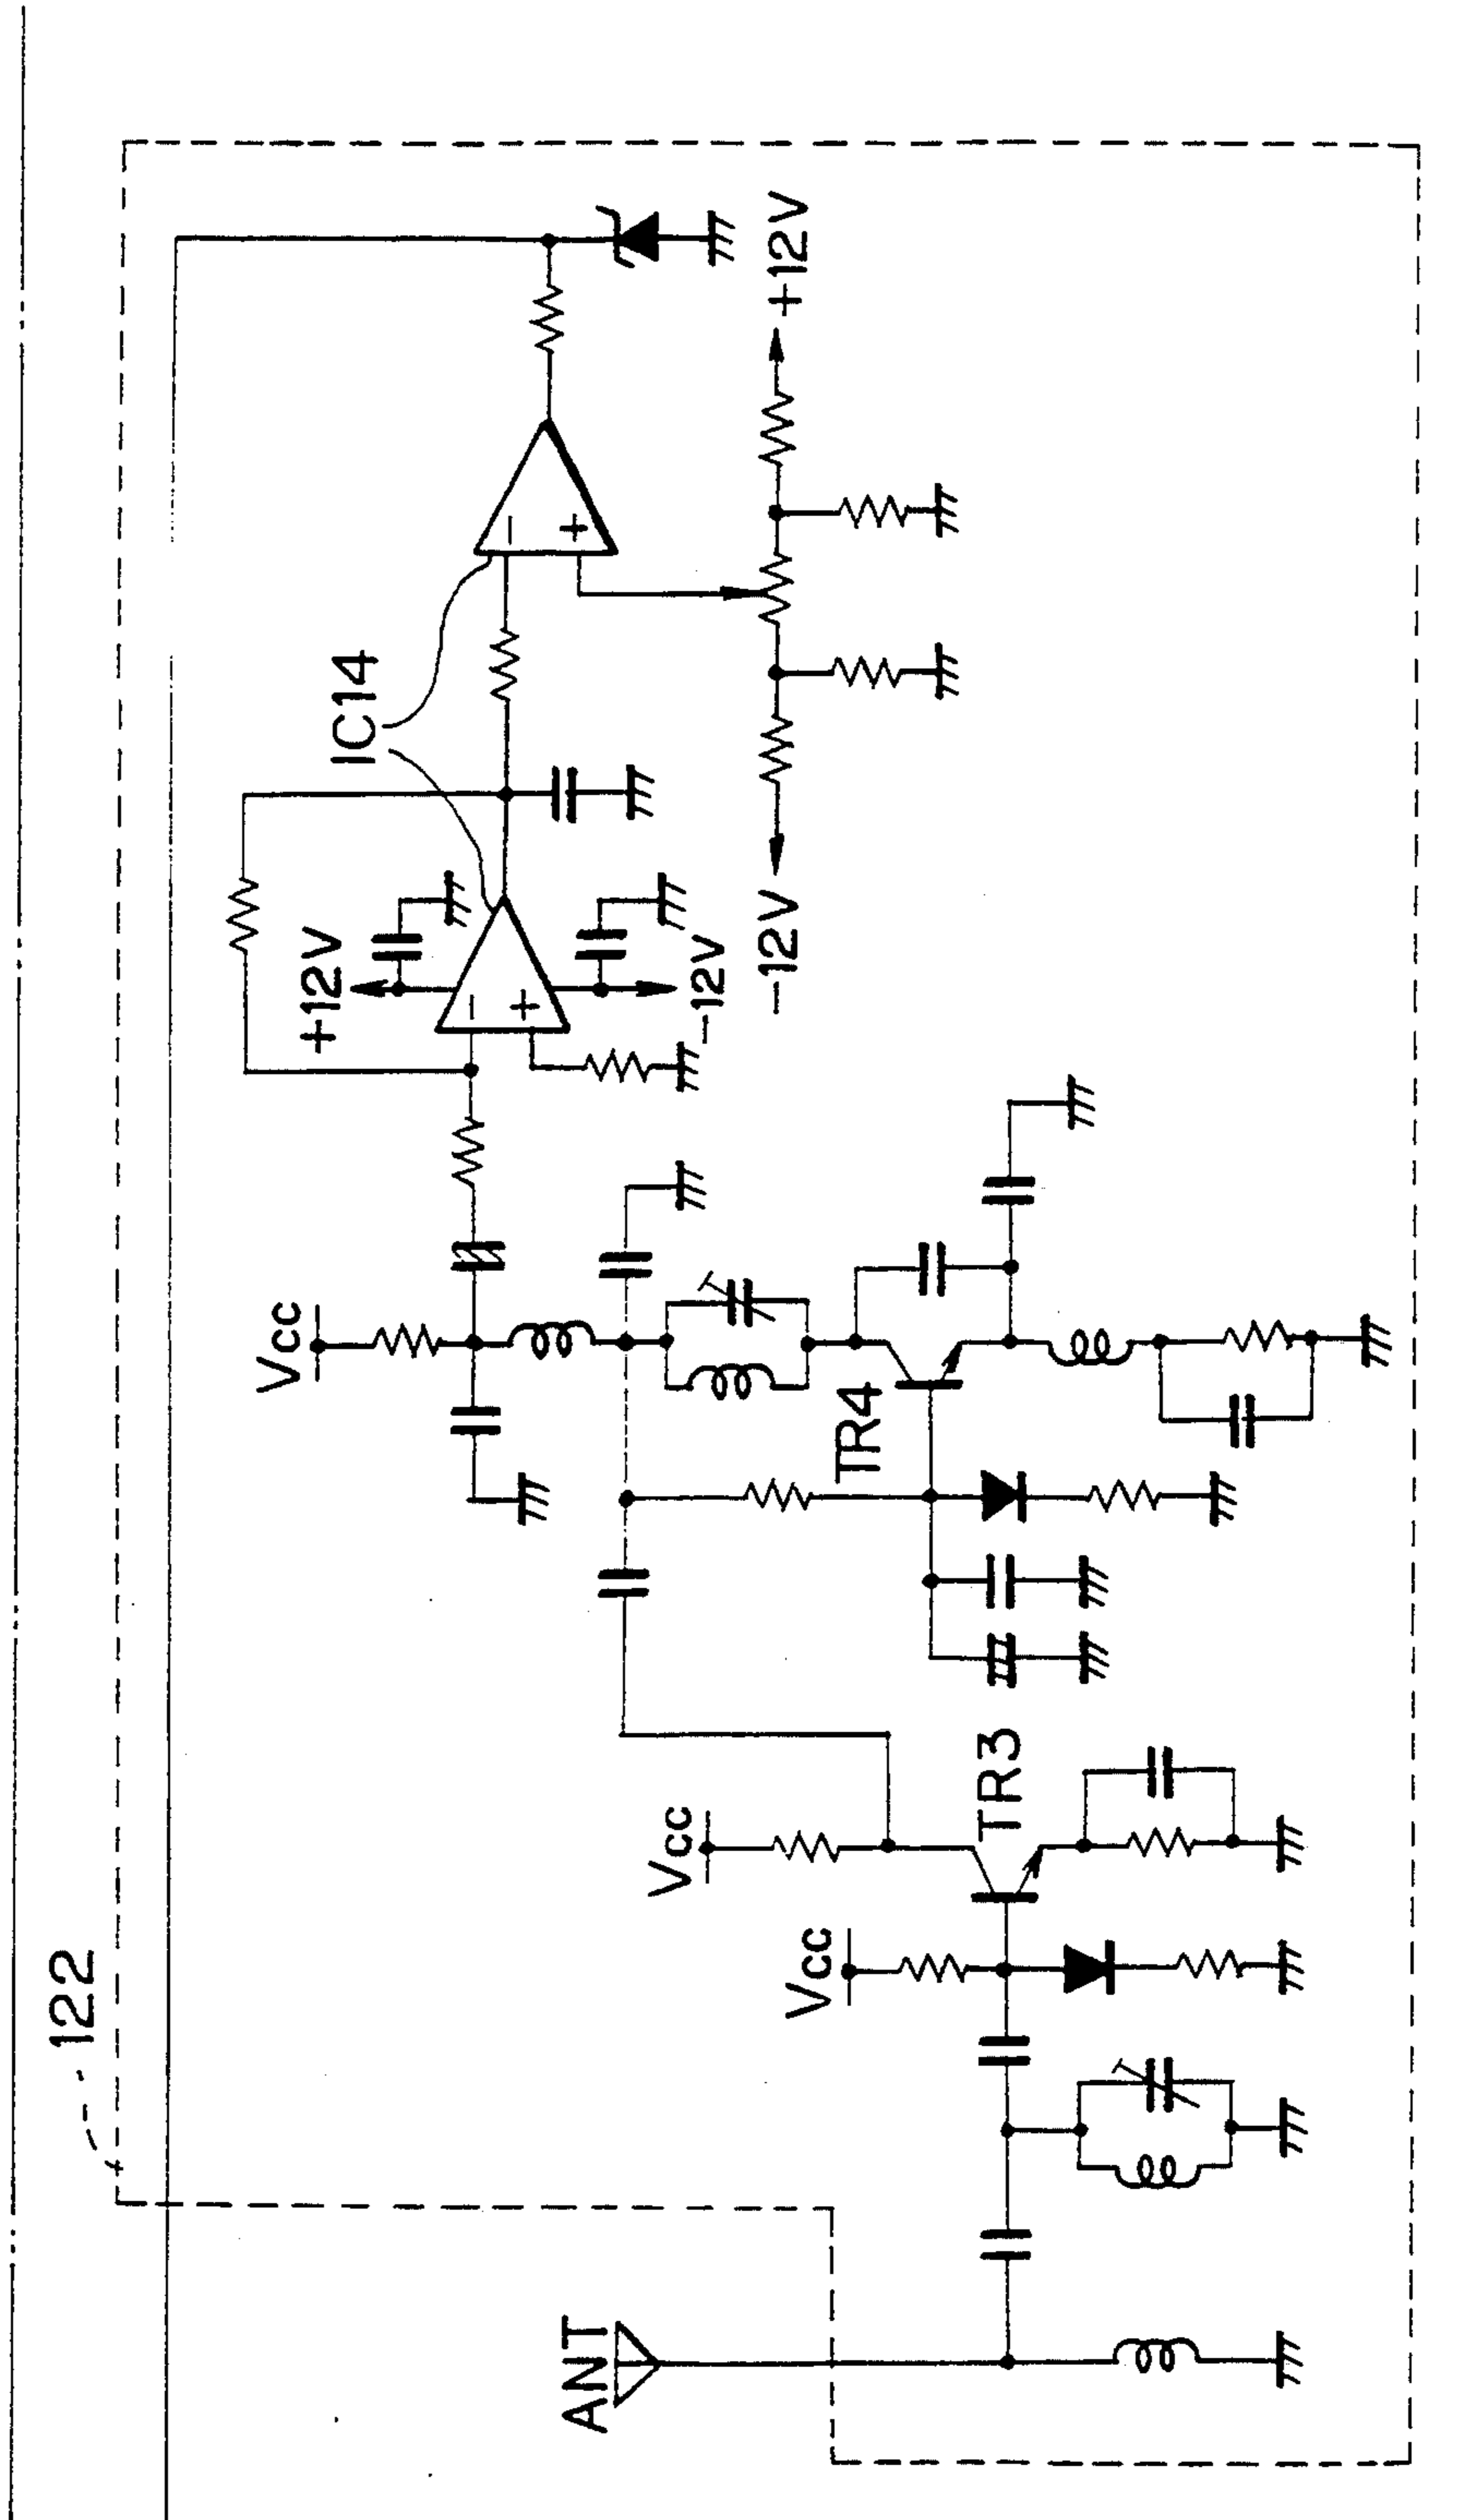 122
ANT
Vcc
Vcc
TR3
Vcc
TR4
+12V
-12V
IC14
-
+
-
+
-12V
+12V